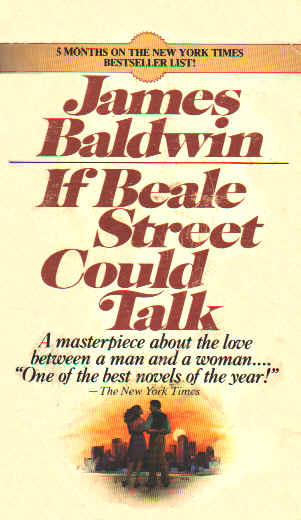 5 MONTHS ON THE NEW YORK TIMES
BESTSELLER LIST!
James
Baldwin
If Beale
Street
Could
Talk
A masterpiece about the love
between a man and a woman....
"One of the best novels of the year!"
—The New York Times